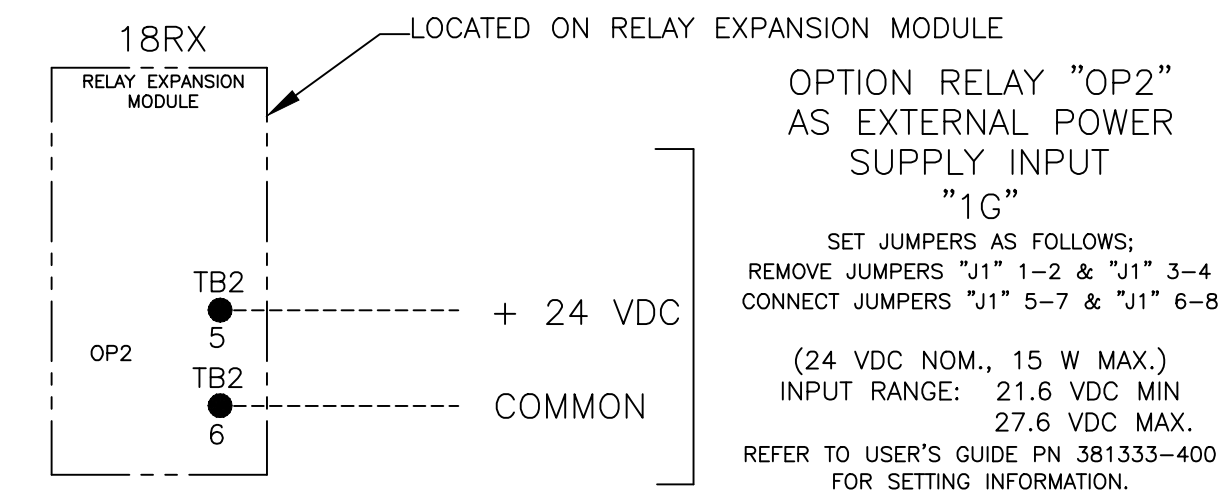 18RX
LOCATED ON RELAY EXPANSION MODULE
RELAY EXPANSION
MODULE
TB2
5
OP2
TB2
6
+ 24 VDC
COMMON
OPTION RELAY "OP2"
AS EXTERNAL POWER
SUPPLY INPUT
"1G"
SET JUMPERS AS FOLLOWS;
REMOVE JUMPERS "J1" 1-2 & "J1" 3-4
CONNECT JUMPERS "J1" 5-7 & "J1" 6-8
(24 VDC NOM., 15 W MAX.)
INPUT RANGE: 21.6 VDC MIN
27.6 VDC MAX.
REFER TO USER'S GUIDE PN 381333-400
FOR SETTING INFORMATION.